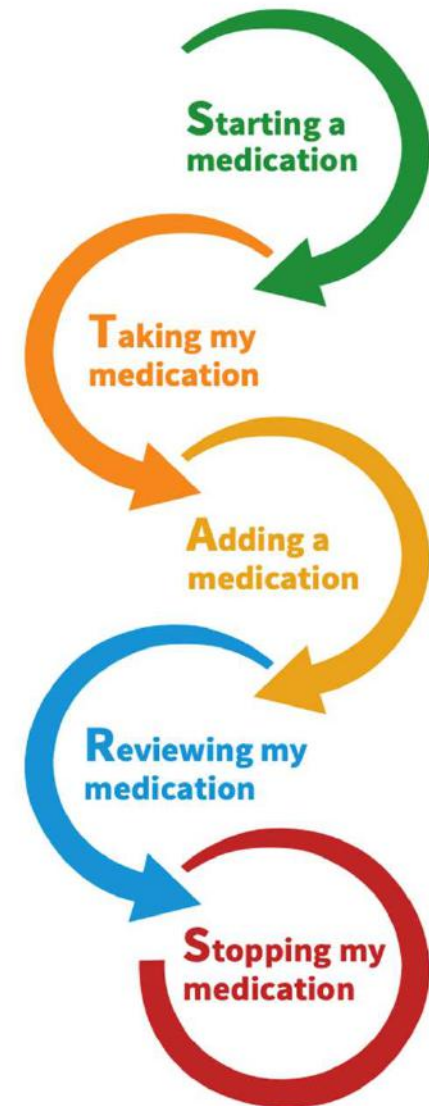 Starting a
medication
Taking my
medication
Adding a
medication
Reviewing my
medication
Stopping my
medication